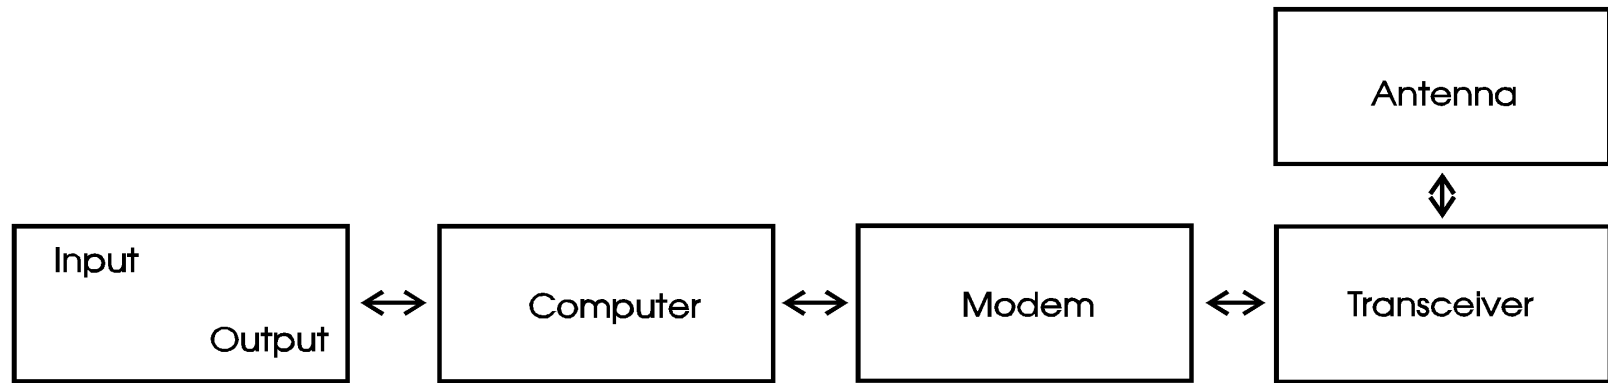 Antenna
Input
Output
Computer
Modem
Transceiver